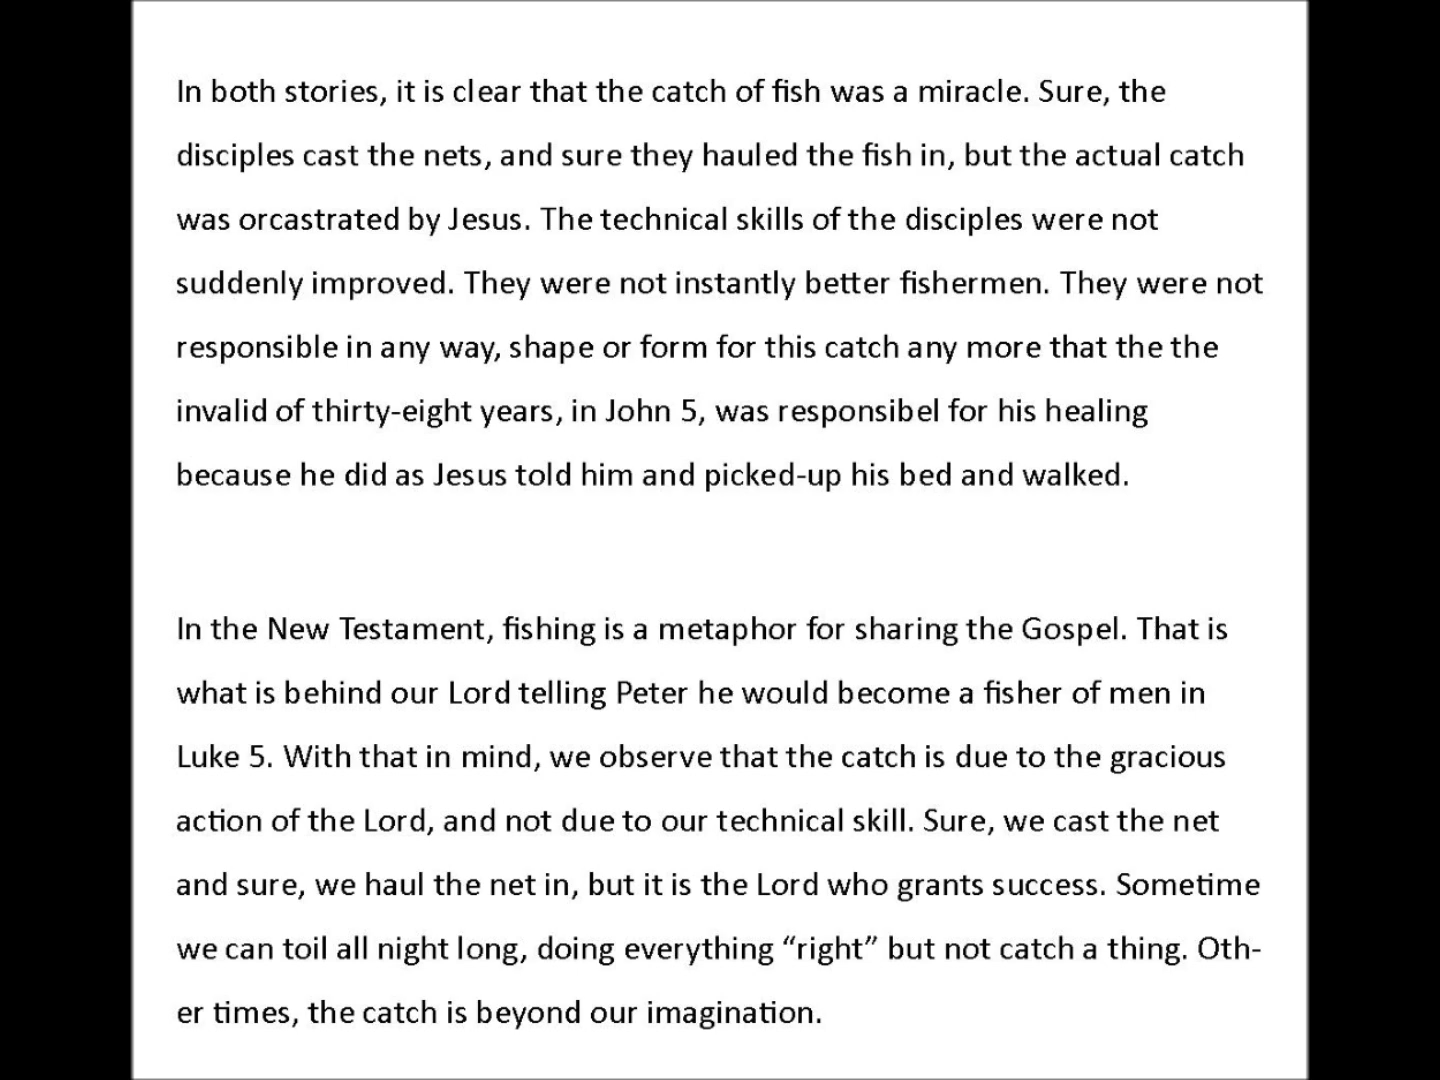 In both stories, it is clear that the catch of fish was a miracle. Sure, the
disciples cast the nets, and sure they hauled the fish in, but the actual catch
was orcastrated by Jesus. The technical skills of the disciples were not
suddenly improved. They were not instantly better fishermen. They were not
responsible in any way, shape or form for this catch any more that the the
invalid of thirty-eight years, in John 5, was responsibel for his healing
because he did as Jesus told him and picked-up his bed and walked.
In the New Testament, fishing is a metaphor for sharing the Gospel. That is
what is behind our Lord telling Peter he would become a fisher of men in
Luke 5. With that in mind, we observe that the catch is due to the gracious
action of the Lord, and not due to our technical skill. Sure, we cast the net
and sure, we haul the net in, but it is the Lord who grants success. Sometime
we can toil all night long, doing everything “right” but not catch a thing. Oth-
er times, the catch is beyond our imagination.